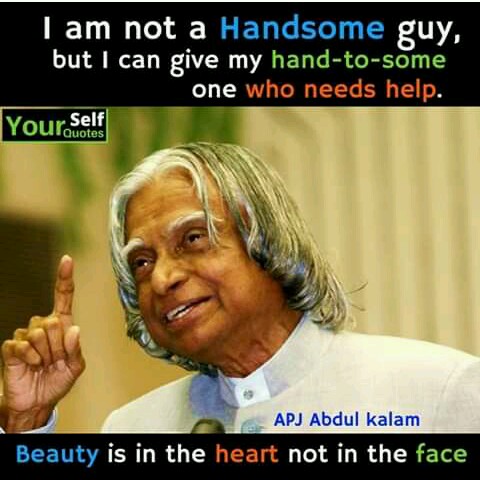 I am not a Handsome guy,
but I can give my hand-to-some
one who needs help.
Your Self
Quotes
APJ Abdul kalam
Beauty is in the heart not in the face